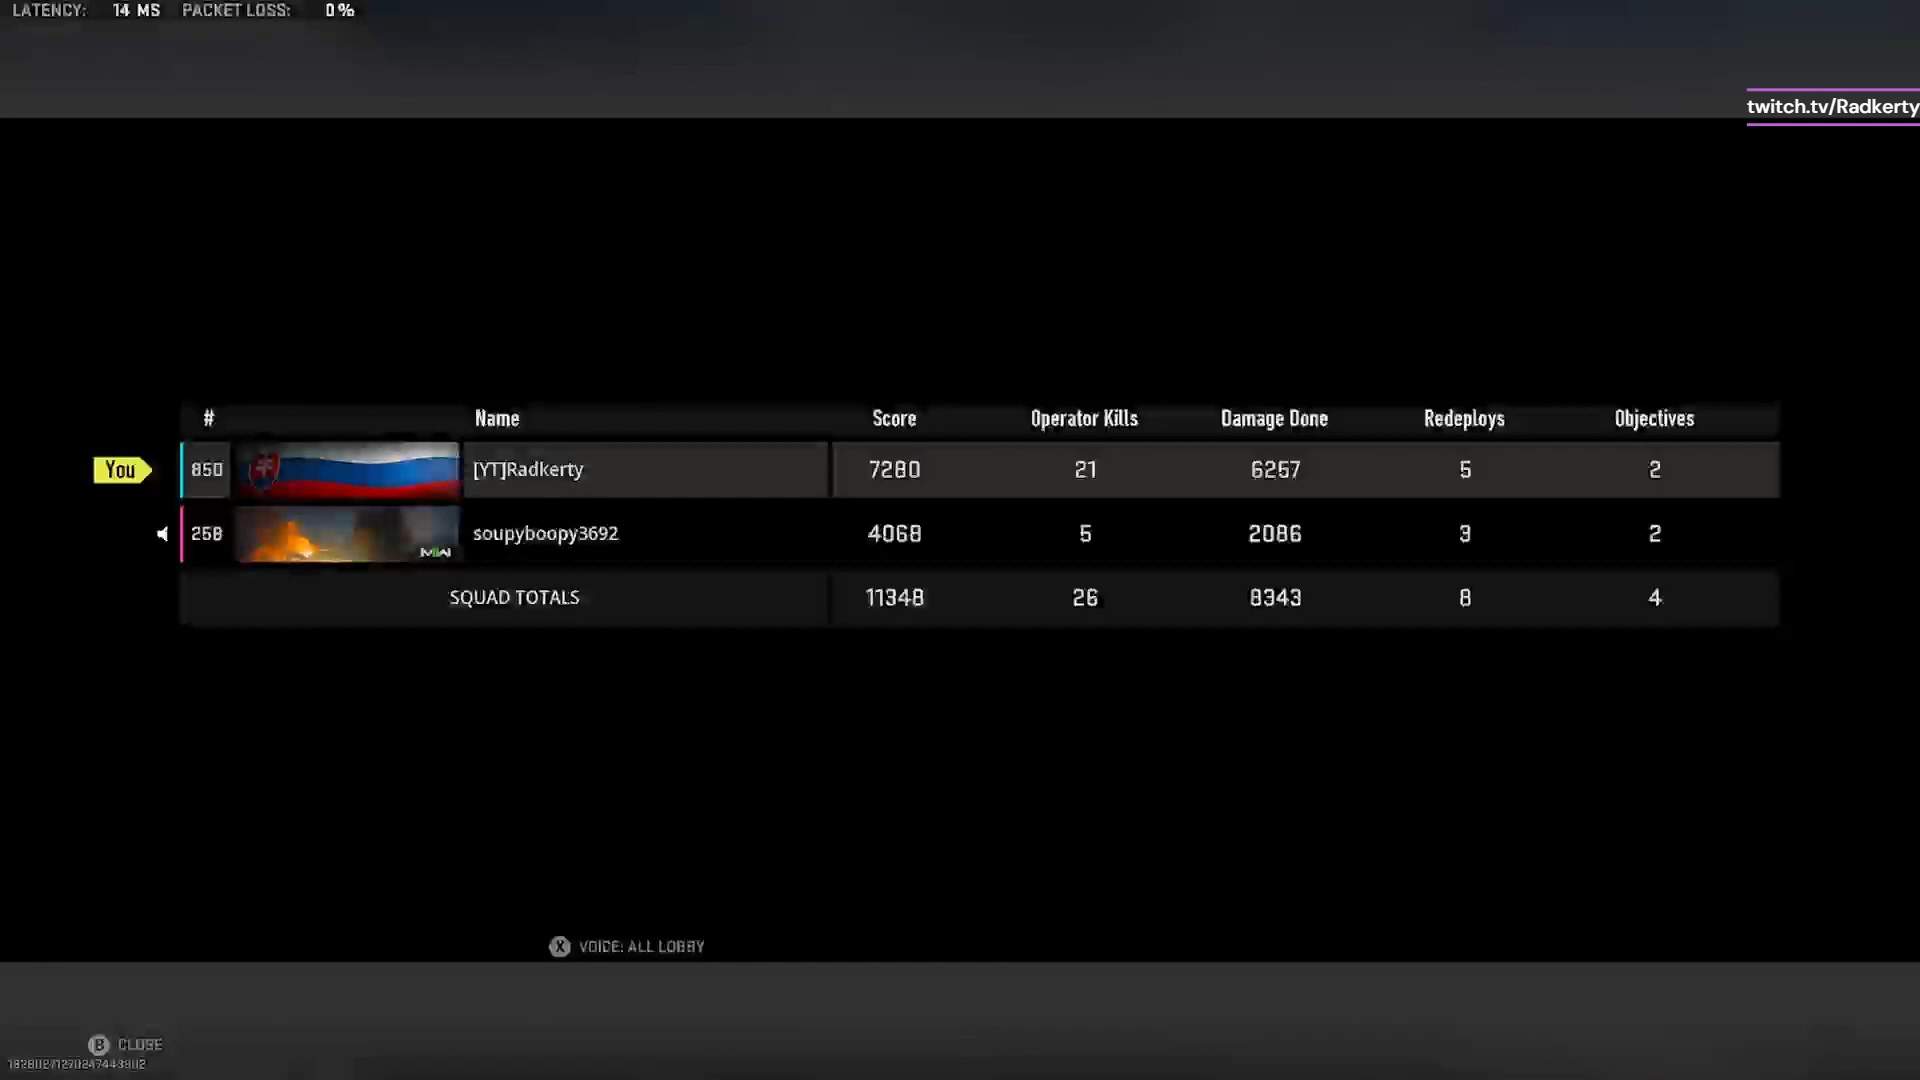 LATENCY: 14 MS PACKET LOSS: 0%
twitch.tv/Radkerty
# Name Score Operator Kills Damage Done Redeploys Objectives
You 850 [YT]Radkerty 7280 21 6257 5 2
258 MWII soupyboopy3692 4068 5 2086 3 2
SQUAD TOTALS 11348 26 8343 8 4
X VOICE: ALL LOBBY
B CLOSE